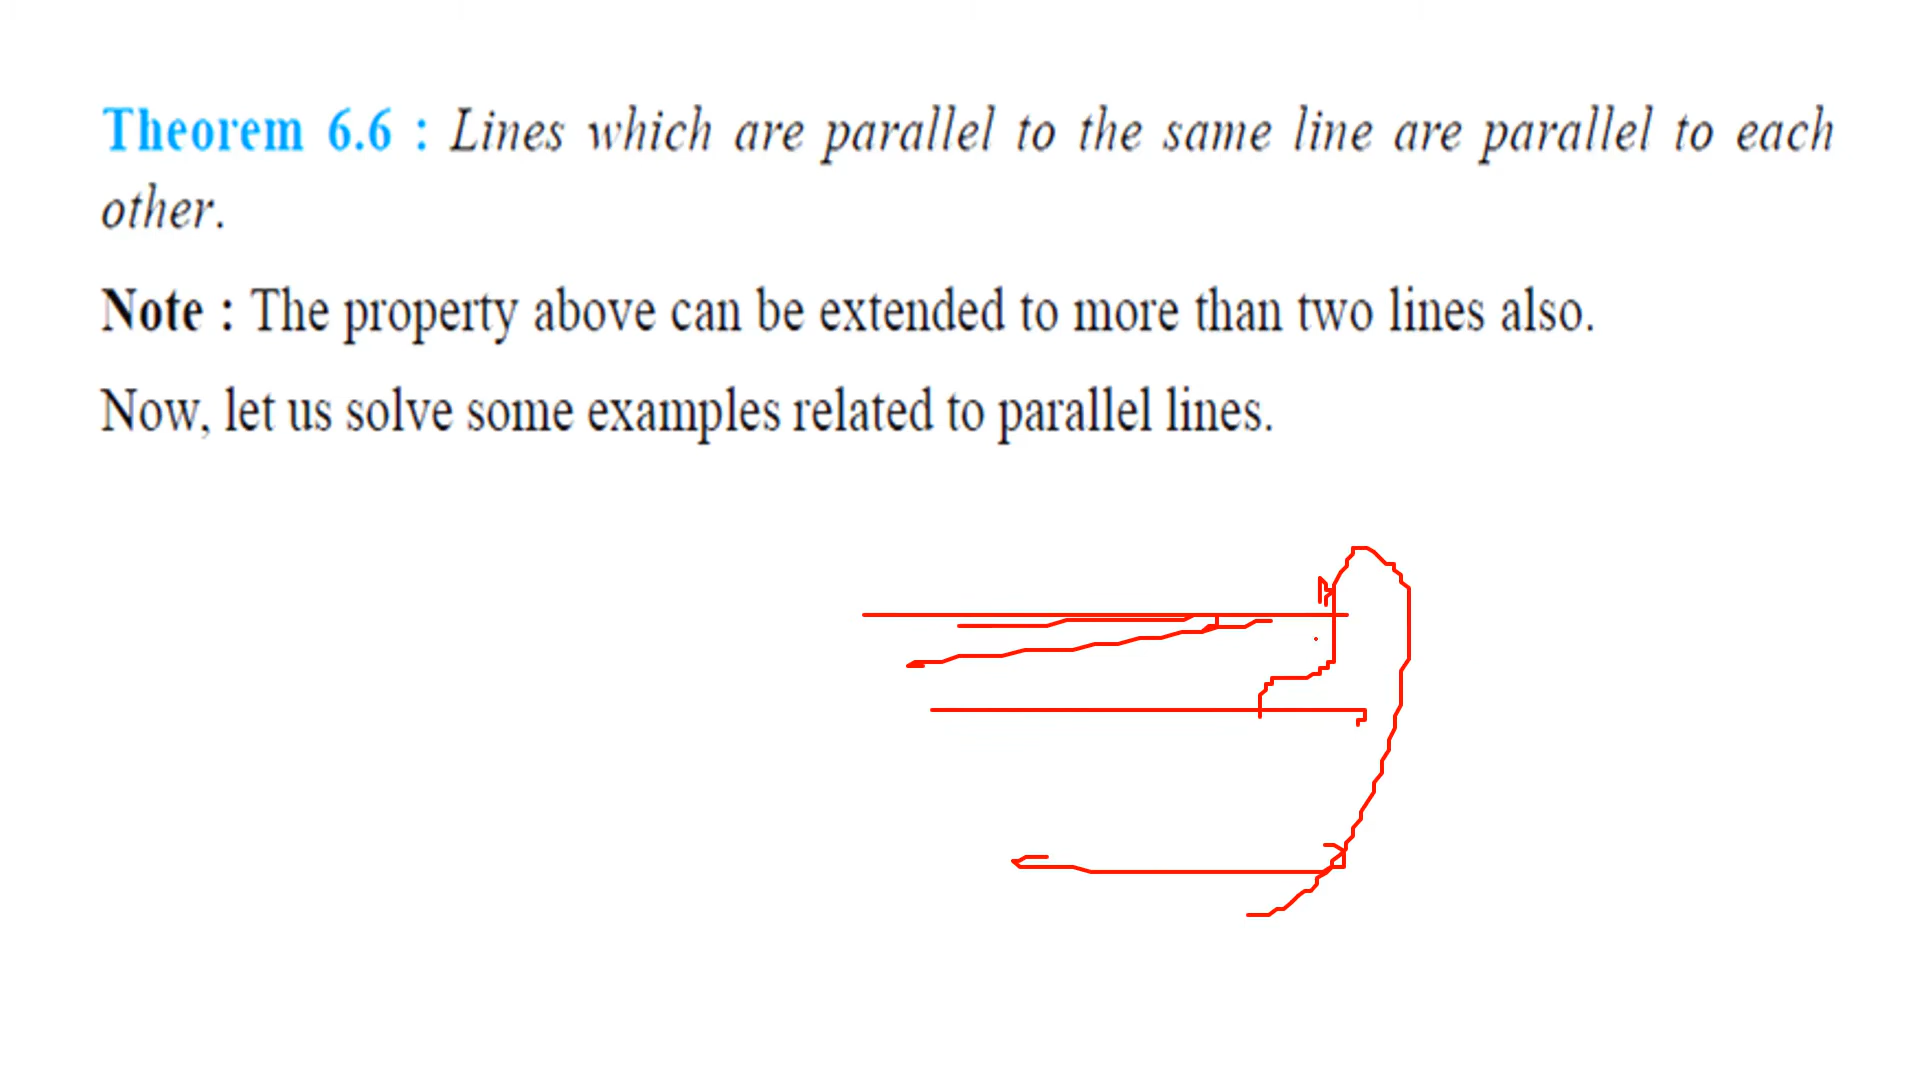 Theorem 6.6 : Lines which are parallel to the same line are parallel to each
other.
Note : The property above can be extended to more than two lines also.
Now, let us solve some examples related to parallel lines.